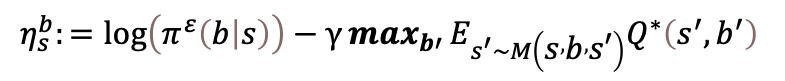 η_s^b := log(π^ε(b|s)) − γ max_{b′} E_{s′~M(s,b,s′)} Q*(s′,b′)